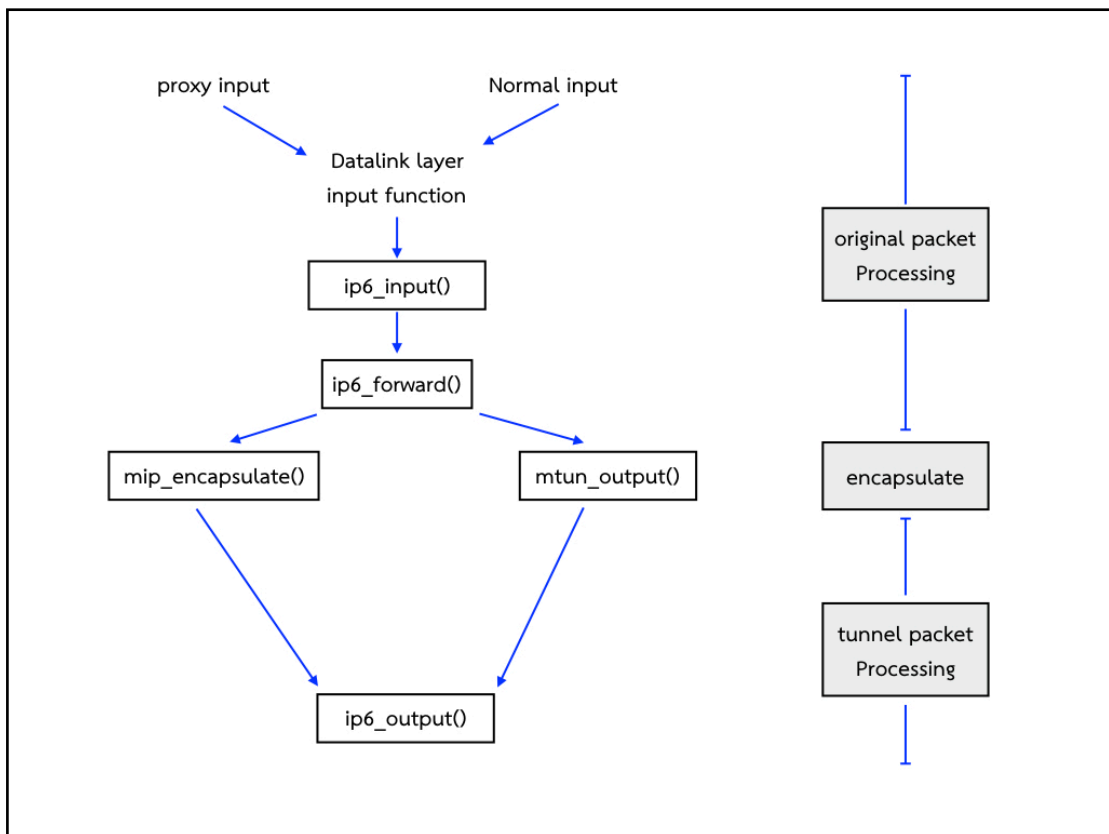 proxy input
Normal input
Datalink layer
input function
ip6_input()
ip6_forward()
mip_encapsulate()
mtun_output()
ip6_output()
original packet
Processing
encapsulate
tunnel packet
Processing